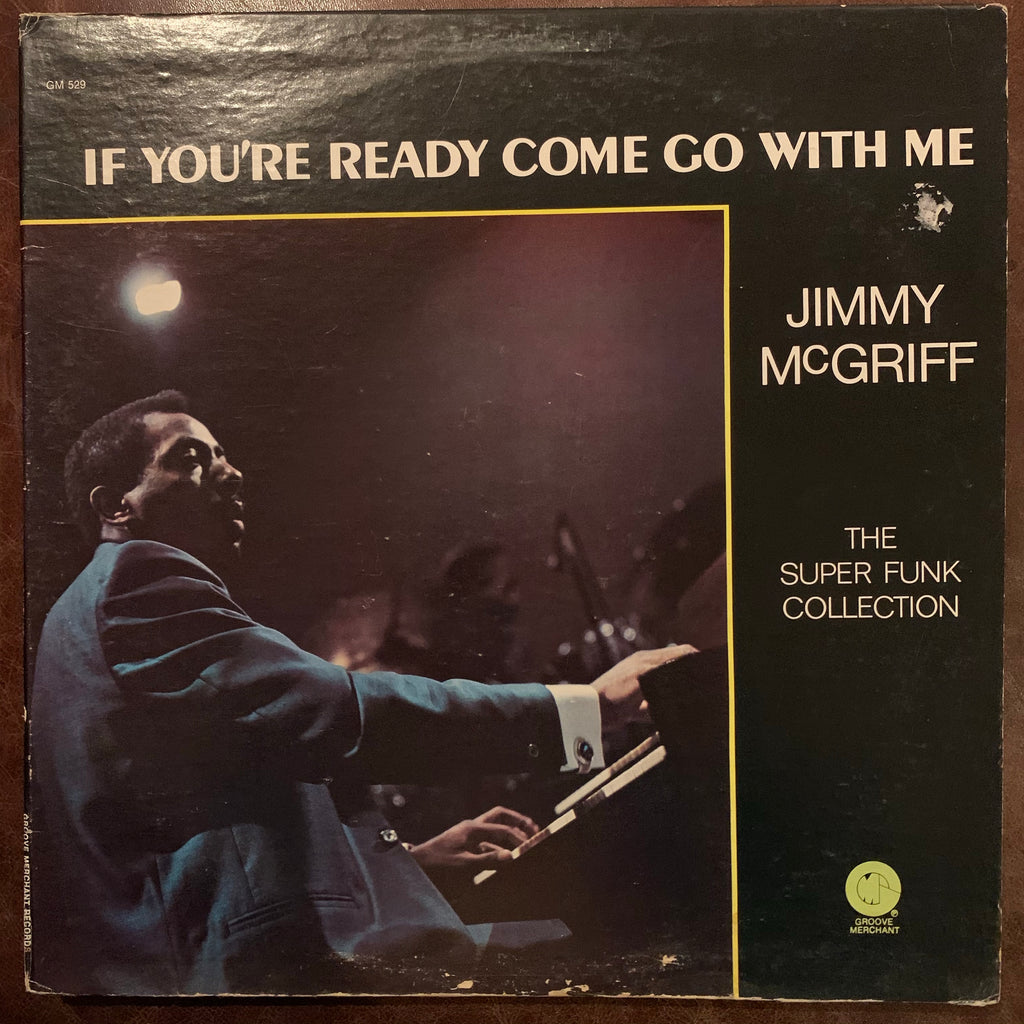 GM 529
IF YOU'RE READY COME GO WITH ME
JIMMY
McGRIFF
THE
SUPER FUNK
COLLECTION
GROOVE
MERCHANT
GROOVE MERCHANT RECORDS